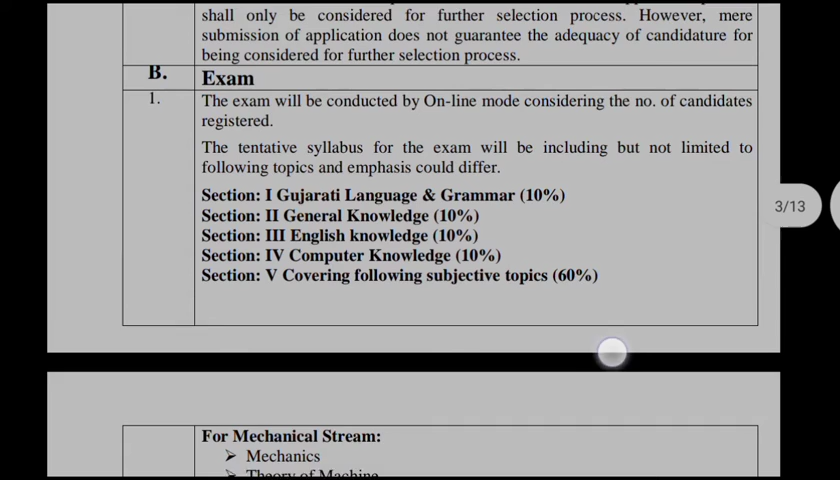 shall only be considered for further selection process. However, mere
submission of application does not guarantee the adequacy of candidature for
being considered for further selection process.
B. Exam
1. The exam will be conducted by On-line mode considering the no. of candidates
registered.
The tentative syllabus for the exam will be including but not limited to
following topics and emphasis could differ.
Section: I Gujarati Language & Grammar (10%)
Section: II General Knowledge (10%)
Section: III English knowledge (10%)
Section: IV Computer Knowledge (10%)
Section: V Covering following subjective topics (60%)
3/13
For Mechanical Stream:
➢ Mechanics
➢ Theory of Machine